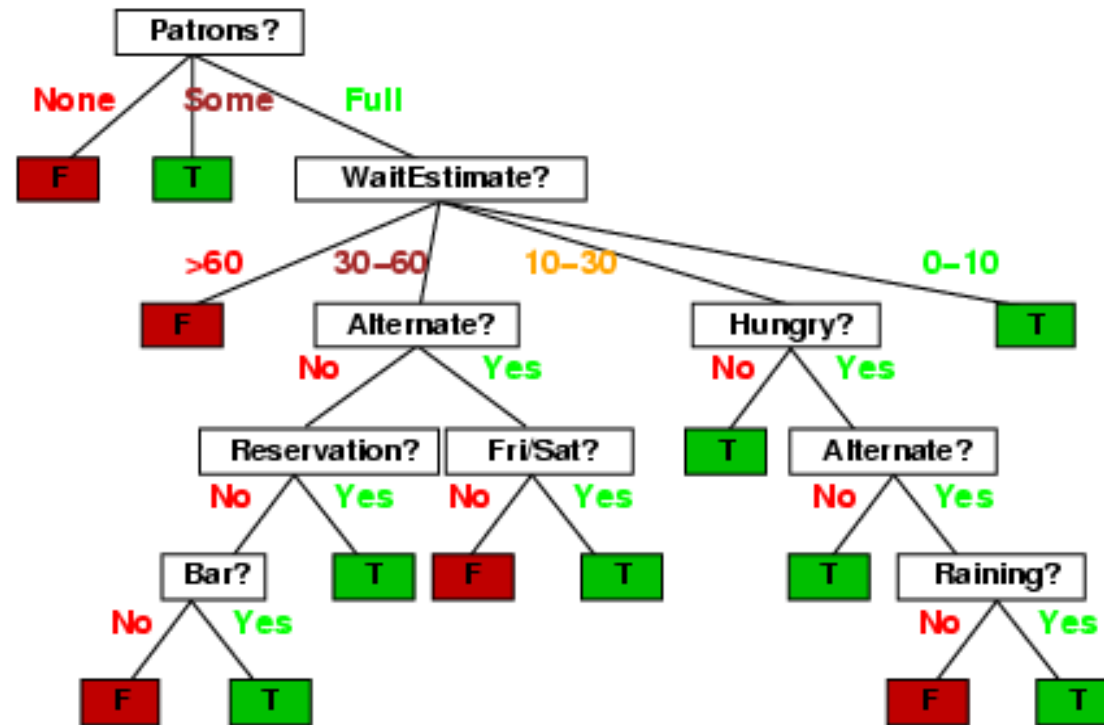 Patrons?
None Some Full
F T WaitEstimate?
>60 30–60 10–30 0–10
F Alternate? Hungry? T
No Yes No Yes
Reservation? Fri/Sat? T Alternate?
No Yes No Yes No Yes
Bar? T F T T Raining?
No Yes No Yes
F T F T